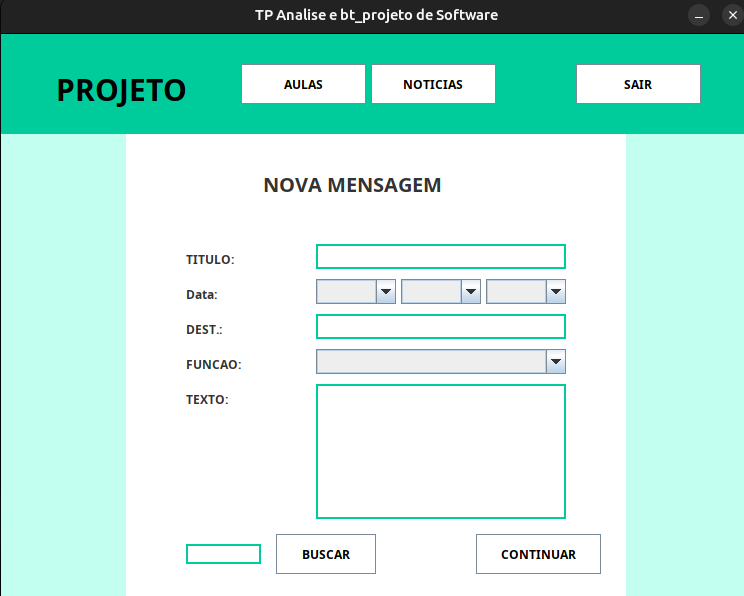 TP Analise e bt_projeto de Software
PROJETO
AULAS
NOTICIAS
SAIR
NOVA MENSAGEM
TITULO:
Data:
DEST.:
FUNCAO:
TEXTO:
BUSCAR
CONTINUAR